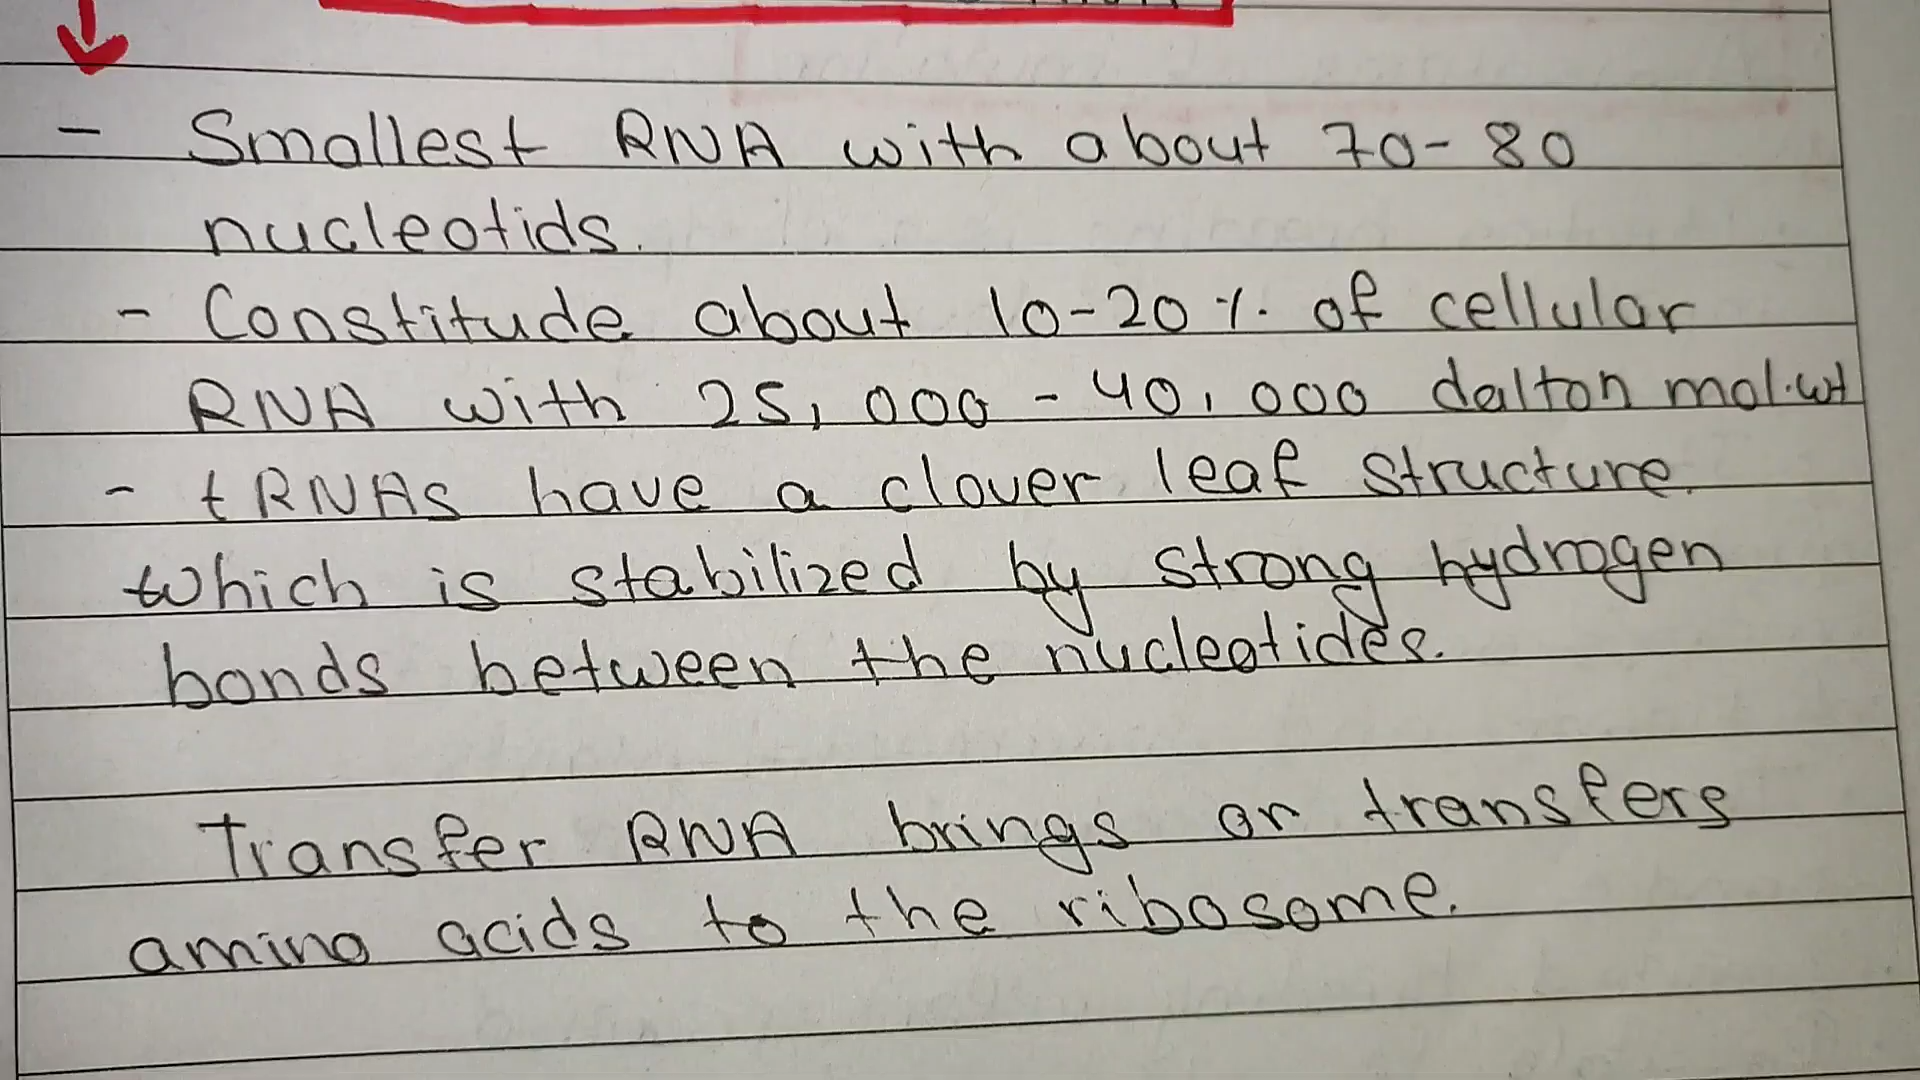 - Smallest RNA with about 70-80
nucleotids.
- Constitude about 10-20% of cellular
RNA with 25,000-40,000 dalton mol.wt
- tRNAs have a clover leaf structure
which is stabilized by strong hydrogen
bonds between the nucleotides.
Transfer RNA brings or transfers
amino acids to the ribosome.